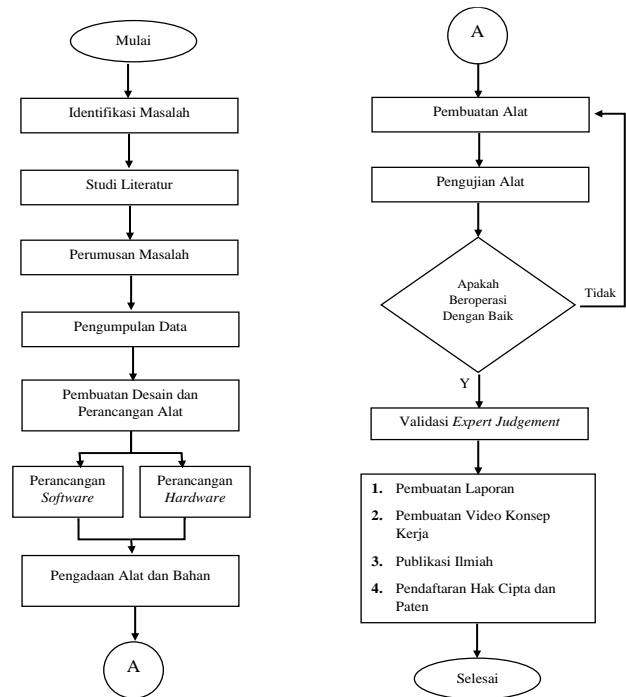 Mulai
Identifikasi Masalah
Studi Literatur
Perumusan Masalah
Pengumpulan Data
Pembuatan Desain dan
Perancangan Alat
Perancangan
Software
Perancangan
Hardware
Pengadaan Alat dan Bahan
A
A
Pembuatan Alat
Pengujian Alat
Apakah
Beroperasi
Dengan Baik
Tidak
Y
Validasi Expert Judgement
1. Pembuatan Laporan
2. Pembuatan Video Konsep
Kerja
3. Publikasi Ilmiah
4. Pendaftaran Hak Cipta dan
Paten
Selesai